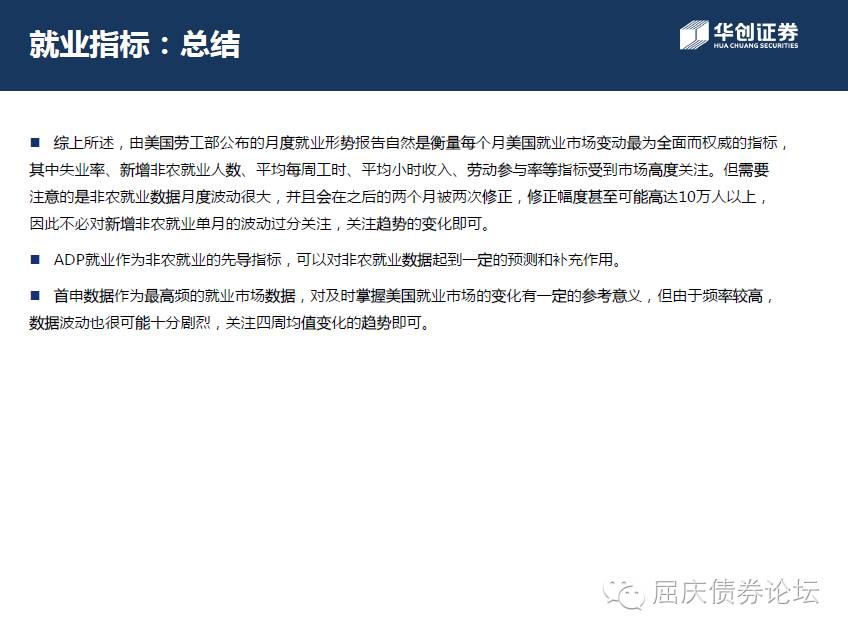 就业指标：总结
华创证券
HUA CHUANG SECURITIES
■ 综上所述，由美国劳工部公布的月度就业形势报告自然是衡量每个月美国就业市场变动最为全面而权威的指标，
其中失业率、新增非农就业人数、平均每周工时、平均小时收入、劳动参与率等指标受到市场高度关注。但需要
注意的是非农就业数据月度波动很大，并且会在之后的两个月被两次修正，修正幅度甚至可能高达10万人以上，
因此不必对新增非农就业单月的波动过分关注，关注趋势的变化即可。
■ ADP就业作为非农就业的先导指标，可以对非农就业数据起到一定的预测和补充作用。
■ 首申数据作为最高频的就业市场数据，对及时掌握美国就业市场的变化有一定的参考意义，但由于频率较高，
数据波动也很可能十分剧烈，关注四周均值变化的趋势即可。
屈庆债券论坛